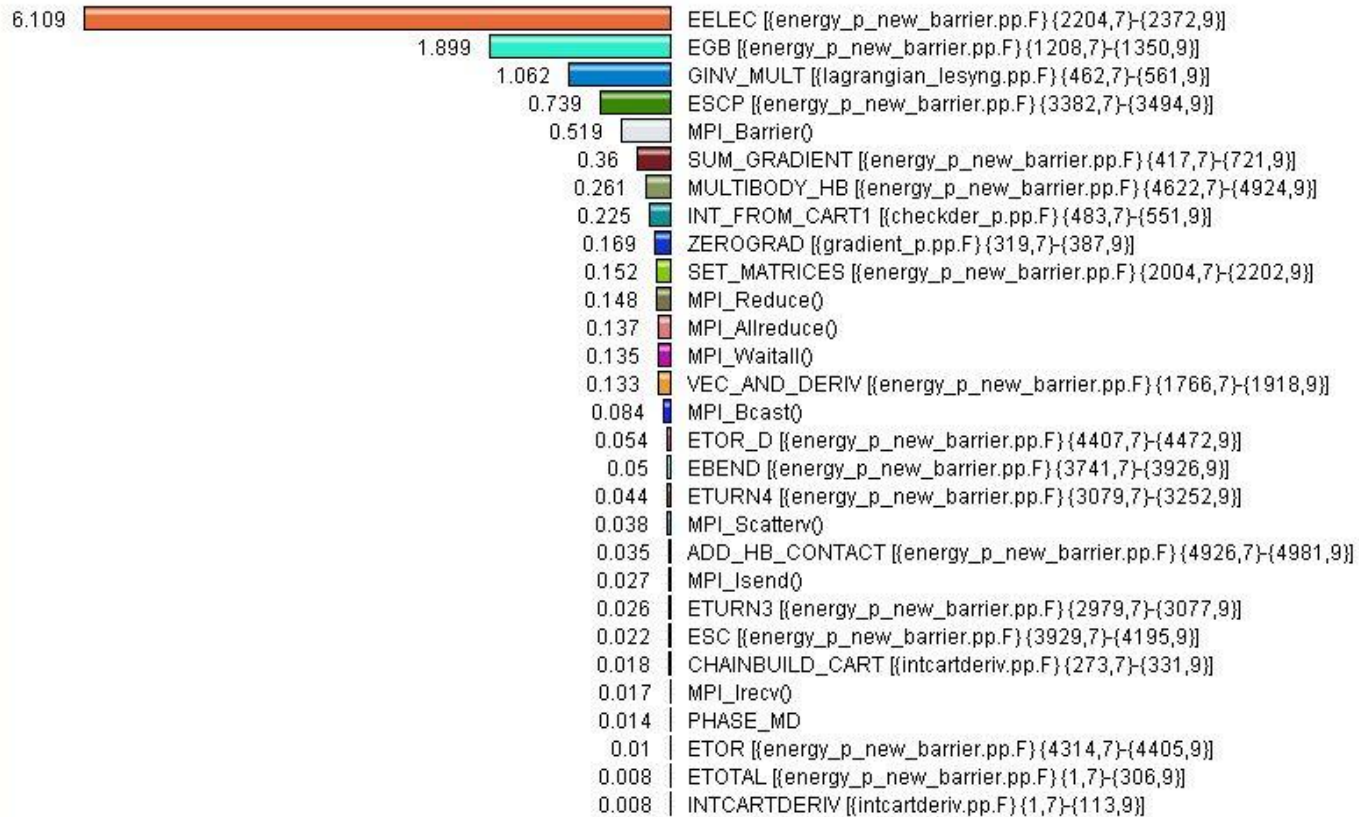 6.109 EELEC [{energy_p_new_barrier.pp.F} {2204,7}-{2372,9}]
1.899 EGB [{energy_p_new_barrier.pp.F} {1208,7}-{1350,9}]
1.062 GINV_MULT [{lagrangian_lesyng.pp.F} {462,7}-{561,9}]
0.739 ESCP [{energy_p_new_barrier.pp.F} {3382,7}-{3494,9}]
0.519 MPI_Barrier()
0.36 SUM_GRADIENT [{energy_p_new_barrier.pp.F} {417,7}-{721,9}]
0.261 MULTIBODY_HB [{energy_p_new_barrier.pp.F} {4622,7}-{4924,9}]
0.225 INT_FROM_CART1 [{checkder_p.pp.F} {483,7}-{551,9}]
0.169 ZEROGRAD [{gradient_p.pp.F} {319,7}-{387,9}]
0.152 SET_MATRICES [{energy_p_new_barrier.pp.F} {2004,7}-{2202,9}]
0.148 MPI_Reduce()
0.137 MPI_Allreduce()
0.135 MPI_Waitall()
0.133 VEC_AND_DERIV [{energy_p_new_barrier.pp.F} {1766,7}-{1918,9}]
0.084 MPI_Bcast()
0.054 ETOR_D [{energy_p_new_barrier.pp.F} {4407,7}-{4472,9}]
0.05 EBEND [{energy_p_new_barrier.pp.F} {3741,7}-{3926,9}]
0.044 ETURN4 [{energy_p_new_barrier.pp.F} {3079,7}-{3252,9}]
0.038 MPI_Scatterv()
0.035 ADD_HB_CONTACT [{energy_p_new_barrier.pp.F} {4926,7}-{4981,9}]
0.027 MPI_Isend()
0.026 ETURN3 [{energy_p_new_barrier.pp.F} {2979,7}-{3077,9}]
0.022 ESC [{energy_p_new_barrier.pp.F} {3929,7}-{4195,9}]
0.018 CHAINBUILD_CART [{intcartderiv.pp.F} {273,7}-{331,9}]
0.017 MPI_Irecv()
0.014 PHASE_MD
0.01 ETOR [{energy_p_new_barrier.pp.F} {4314,7}-{4405,9}]
0.008 ETOTAL [{energy_p_new_barrier.pp.F} {1,7}-{306,9}]
0.008 INTCARTDERIV [{intcartderiv.pp.F} {1,7}-{113,9}]